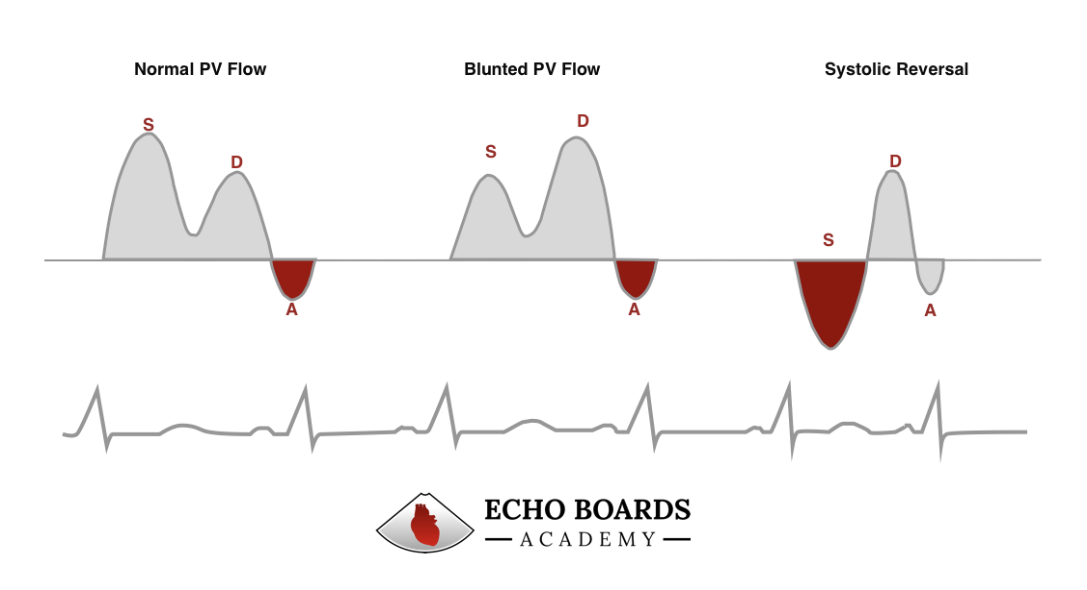 Normal PV Flow
Blunted PV Flow
Systolic Reversal
S
D
A
S
D
A
S
D
A
ECHO BOARDS
ACADEMY